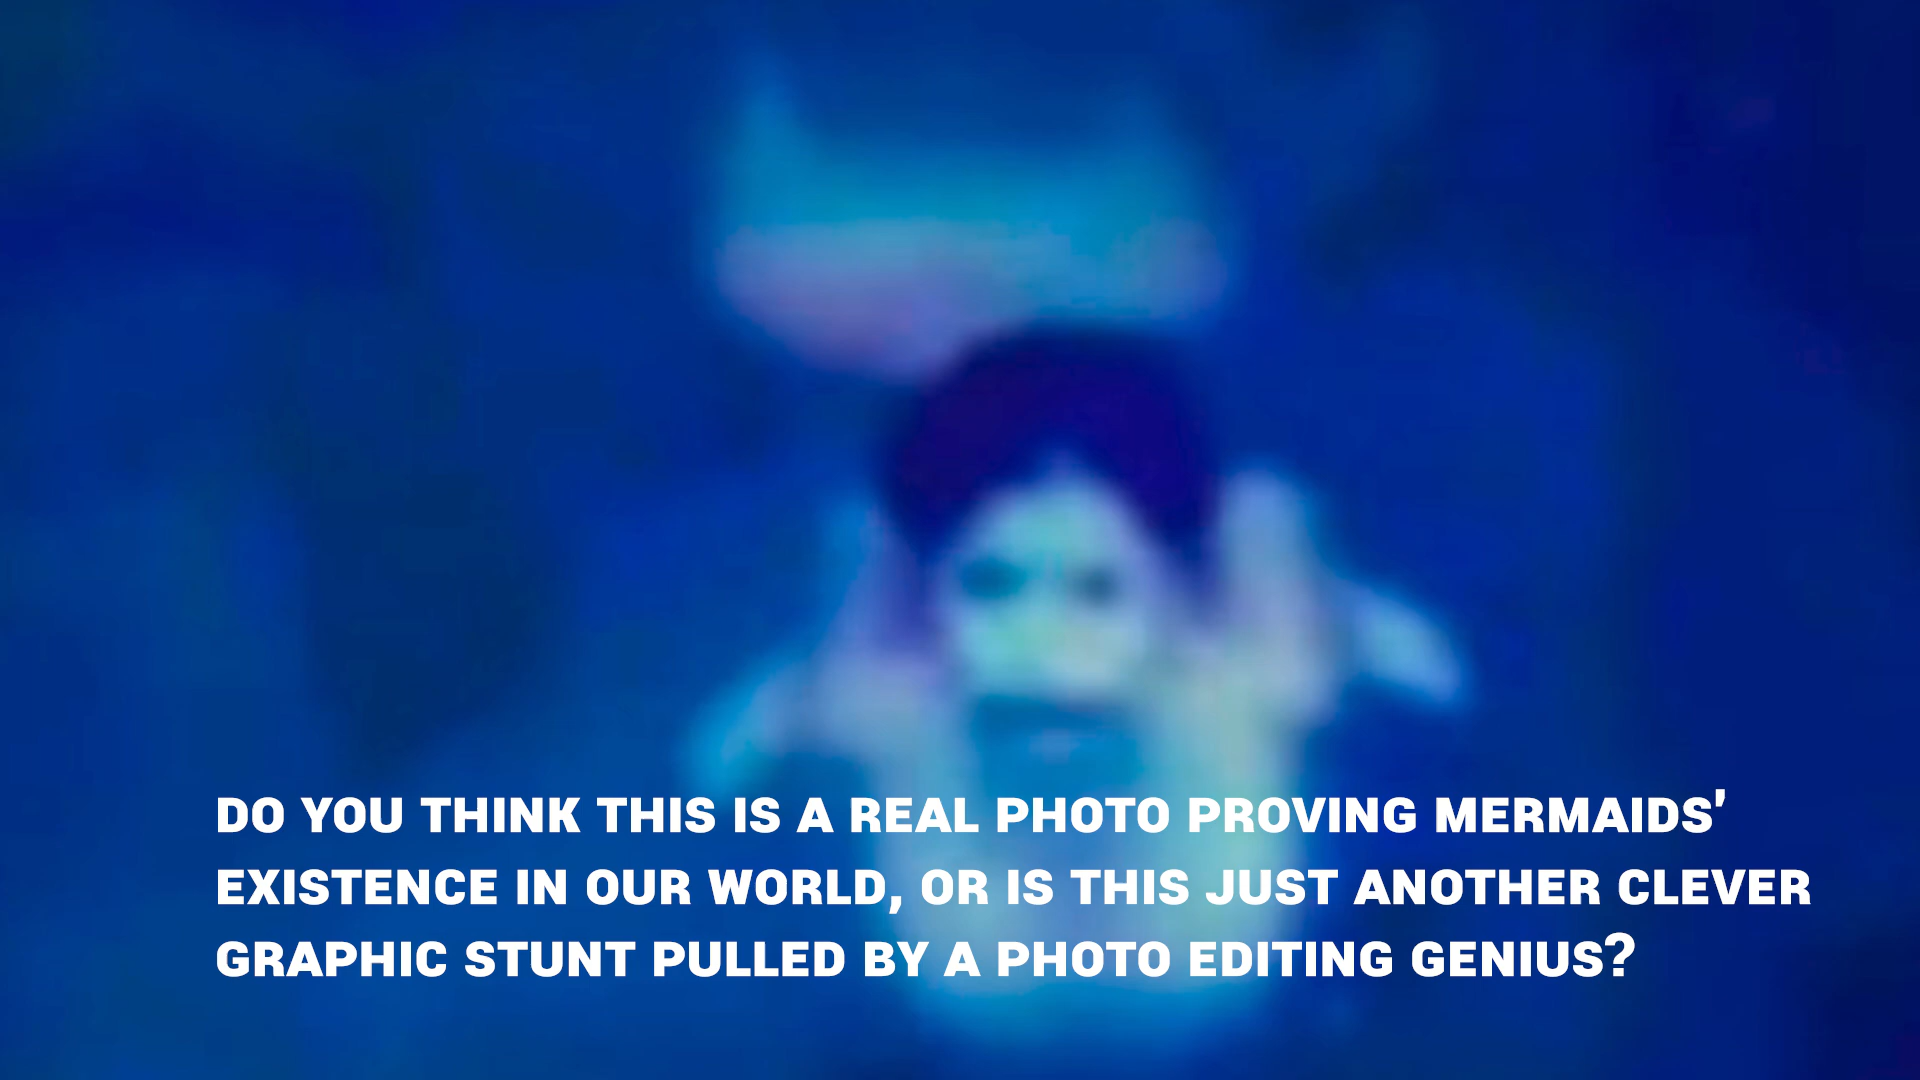 DO YOU THINK THIS IS A REAL PHOTO PROVING MERMAIDS'
EXISTENCE IN OUR WORLD, OR IS THIS JUST ANOTHER CLEVER
GRAPHIC STUNT PULLED BY A PHOTO EDITING GENIUS?